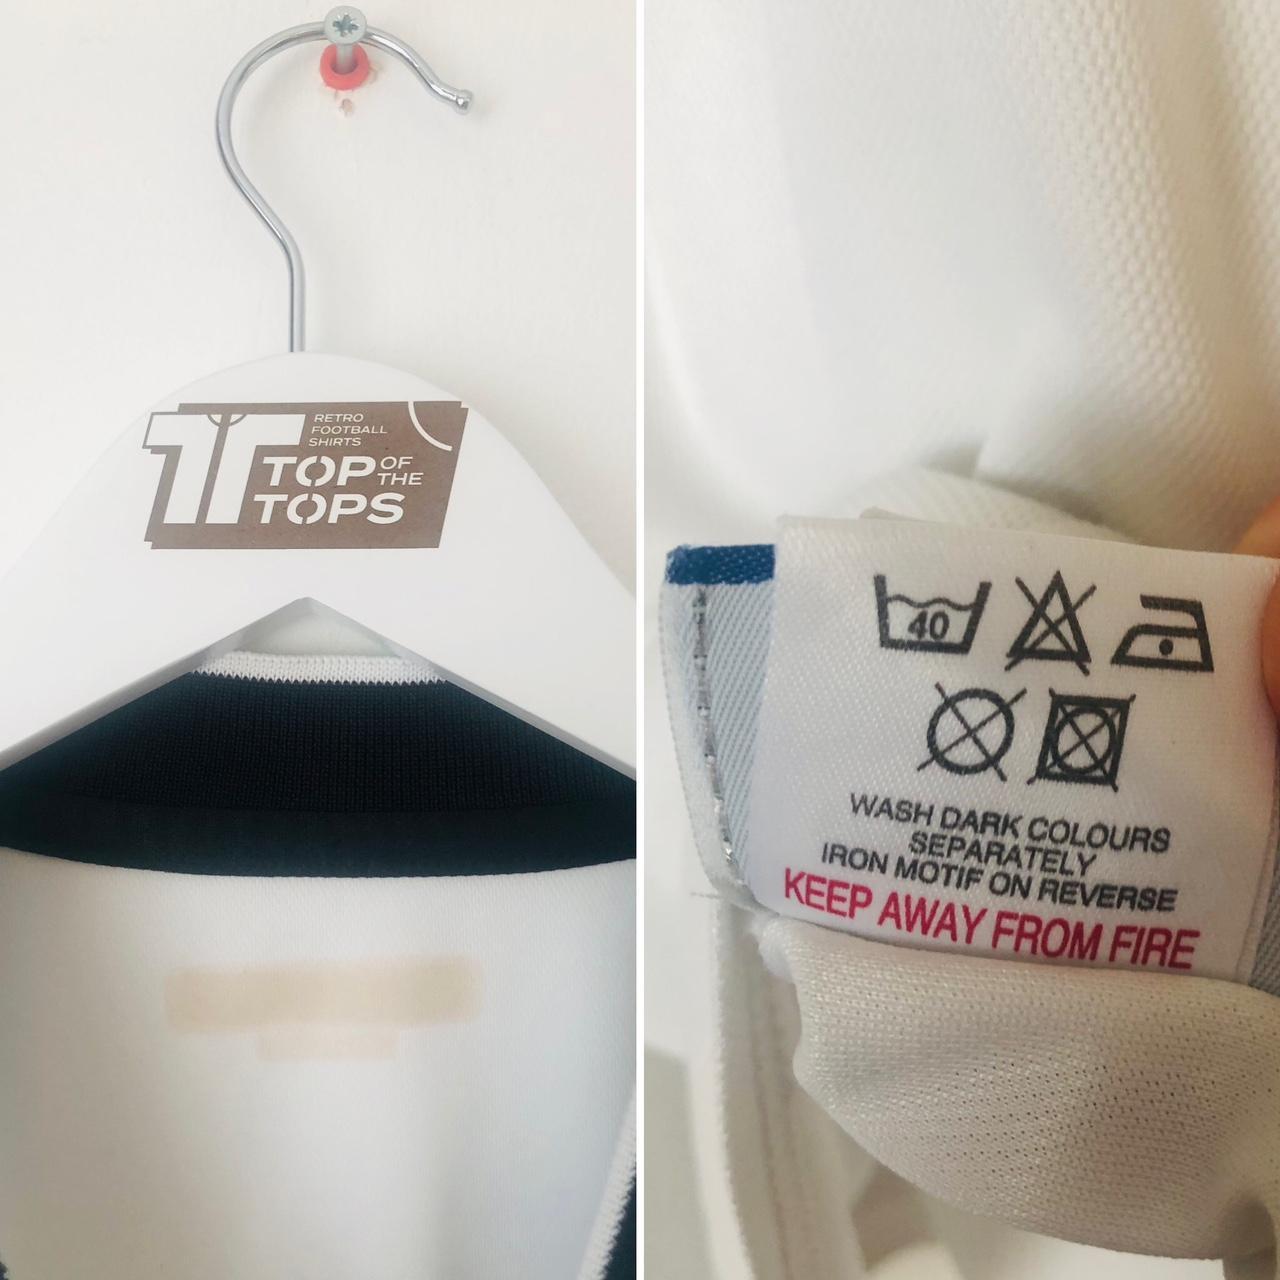 RETRO
FOOTBALL
SHIRTS
TOP OF THE
TOPS
40
WASH DARK COLOURS
SEPARATELY
IRON MOTIF ON REVERSE
KEEP AWAY FROM FIRE